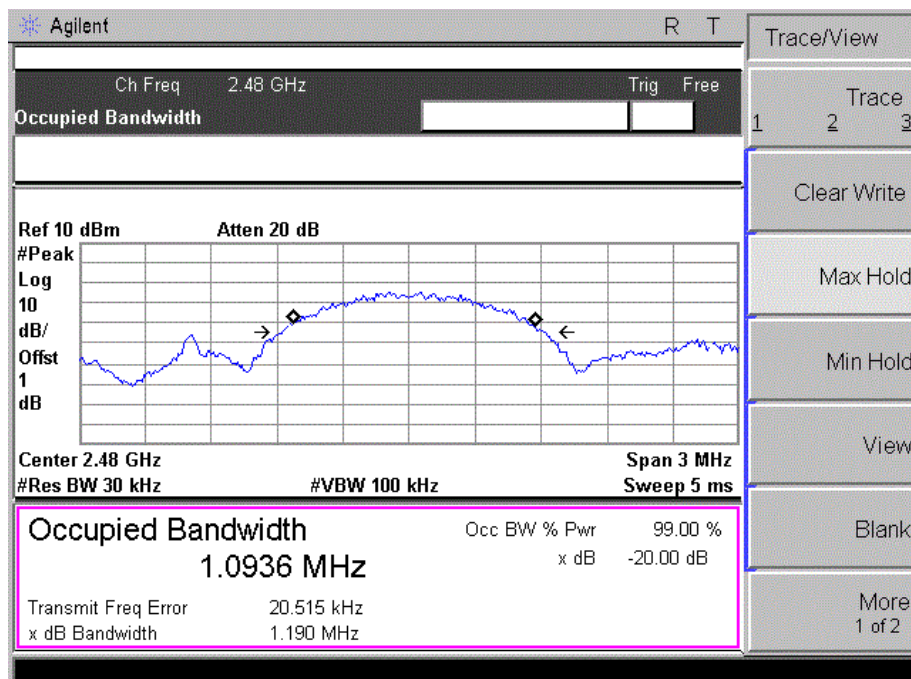 Agilent R T
Trace/View
Ch Freq 2.48 GHz Trig Free
Occupied Bandwidth
Trace
1 2 3
Clear Write
Max Hold
Min Hold
View
Blank
More
1 of 2
Ref 10 dBm Atten 20 dB
#Peak
Log
10
dB/
Offst
1
dB
Center 2.48 GHz Span 3 MHz
#Res BW 30 kHz #VBW 100 kHz Sweep 5 ms
Occupied Bandwidth Occ BW % Pwr 99.00 %
1.0936 MHz x dB -20.00 dB
Transmit Freq Error 20.515 kHz
x dB Bandwidth 1.190 MHz